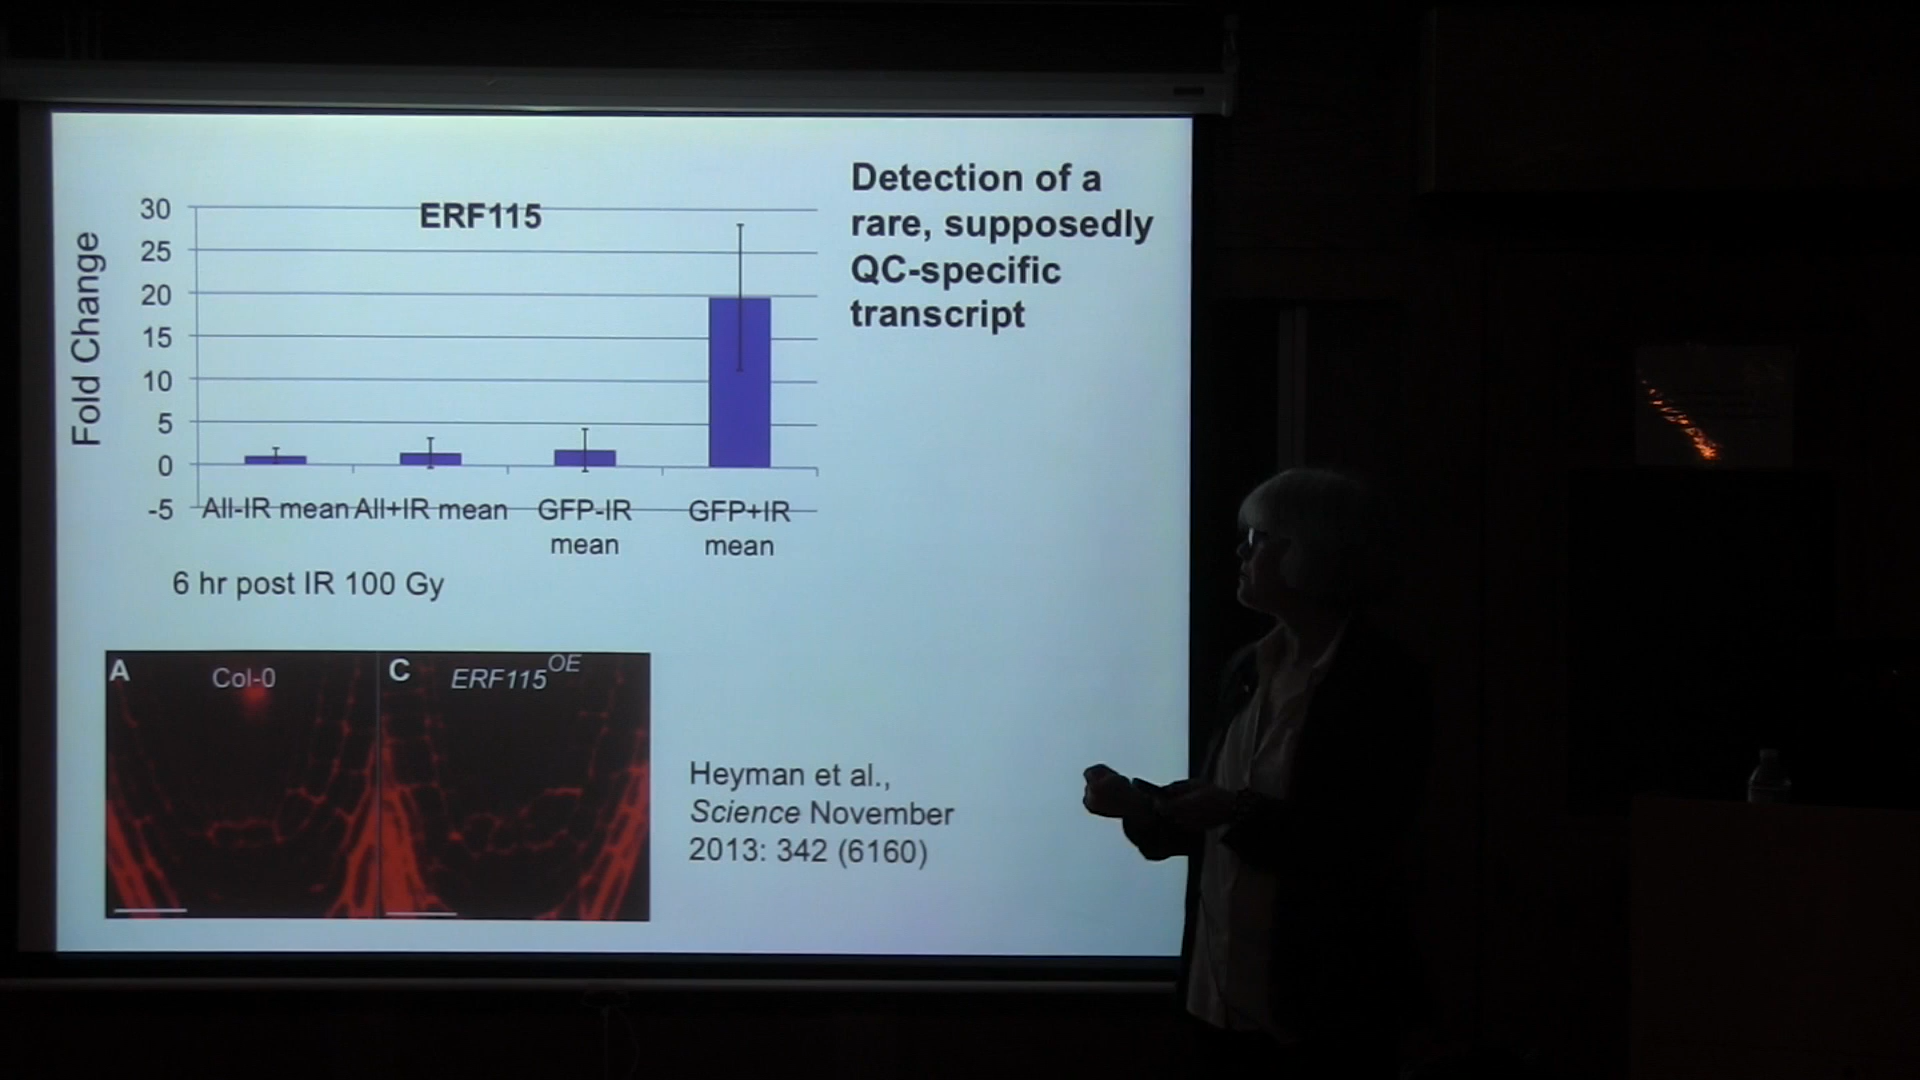 Detection of a
rare, supposedly
QC-specific
transcript
ERF115
Fold Change
30
25
20
15
10
5
0
-5
All-IR mean
All+IR mean
GFP-IR
mean
GFP+IR
mean
6 hr post IR 100 Gy
A
Col-0
C
ERF115OE
Heyman et al.,
Science November
2013: 342 (6160)